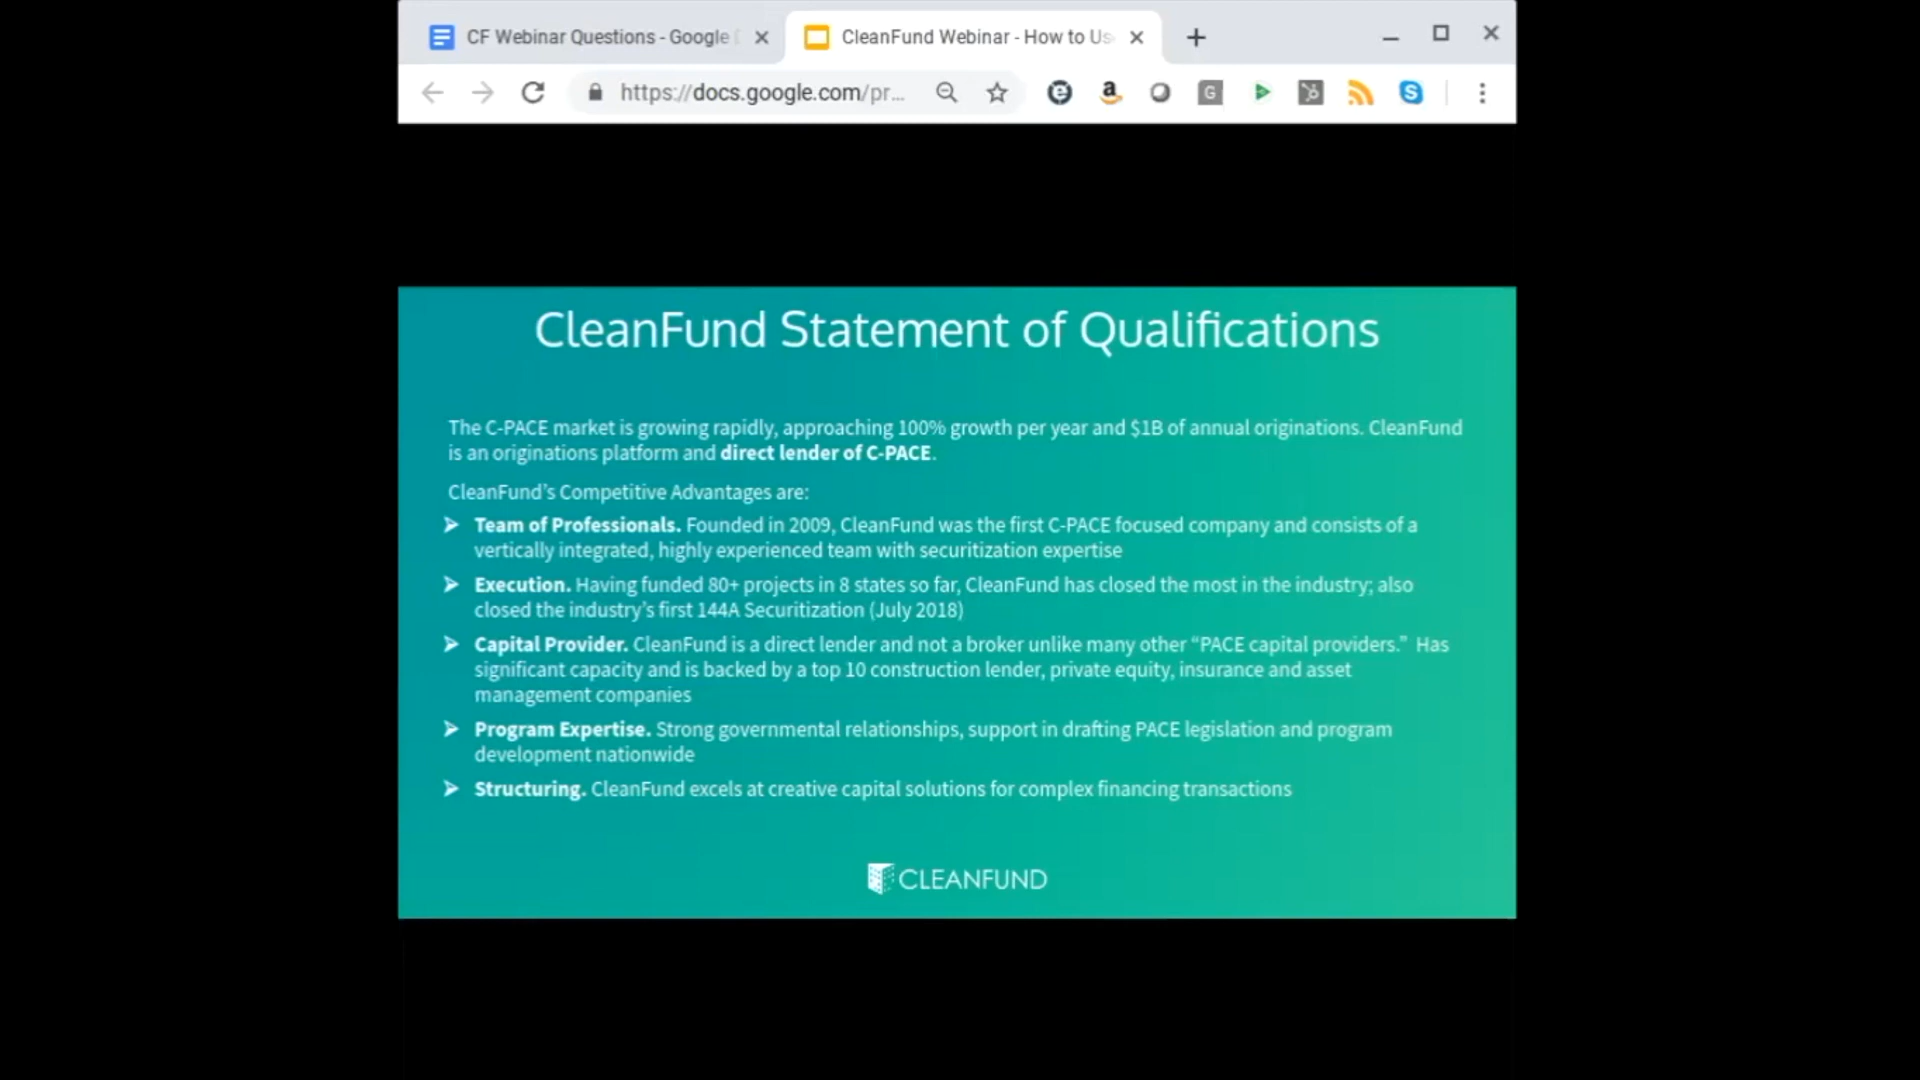 CF Webinar Questions - Google
CleanFund Webinar - How to Us
https://docs.google.com/pr...
CleanFund Statement of Qualifications
The C-PACE market is growing rapidly, approaching 100% growth per year and $1B of annual originations. CleanFund
is an originations platform and direct lender of C-PACE.
CleanFund’s Competitive Advantages are:
➢ Team of Professionals. Founded in 2009, CleanFund was the first C-PACE focused company and consists of a
vertically integrated, highly experienced team with securitization expertise
➢ Execution. Having funded 80+ projects in 8 states so far, CleanFund has closed the most in the industry; also
closed the industry’s first 144A Securitization (July 2018)
➢ Capital Provider. CleanFund is a direct lender and not a broker unlike many other “PACE capital providers.” Has
significant capacity and is backed by a top 10 construction lender, private equity, insurance and asset
management companies
➢ Program Expertise. Strong governmental relationships, support in drafting PACE legislation and program
development nationwide
➢ Structuring. CleanFund excels at creative capital solutions for complex financing transactions
CLEANFUND